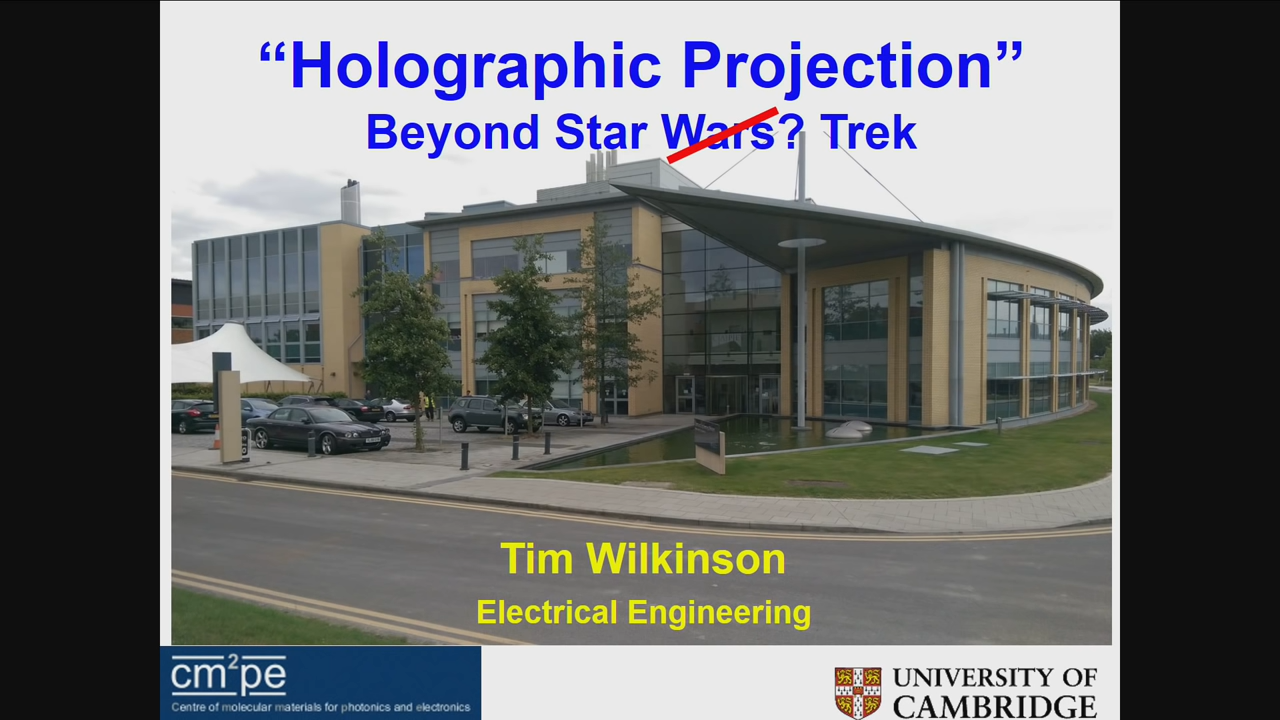 “Holographic Projection”
Beyond Star Wars? Trek
Tim Wilkinson
Electrical Engineering
cm²pe
Centre of molecular materials for photonics and electronics
UNIVERSITY OF
CAMBRIDGE